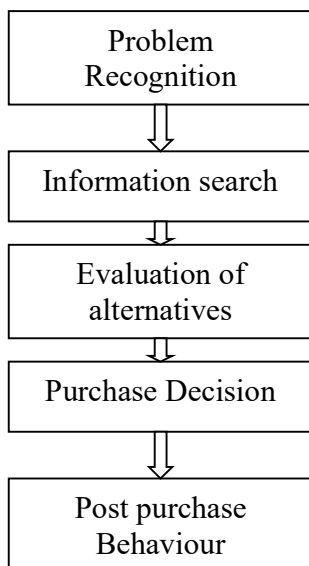 Problem
Recognition
Information search
Evaluation of
alternatives
Purchase Decision
Post purchase
Behaviour